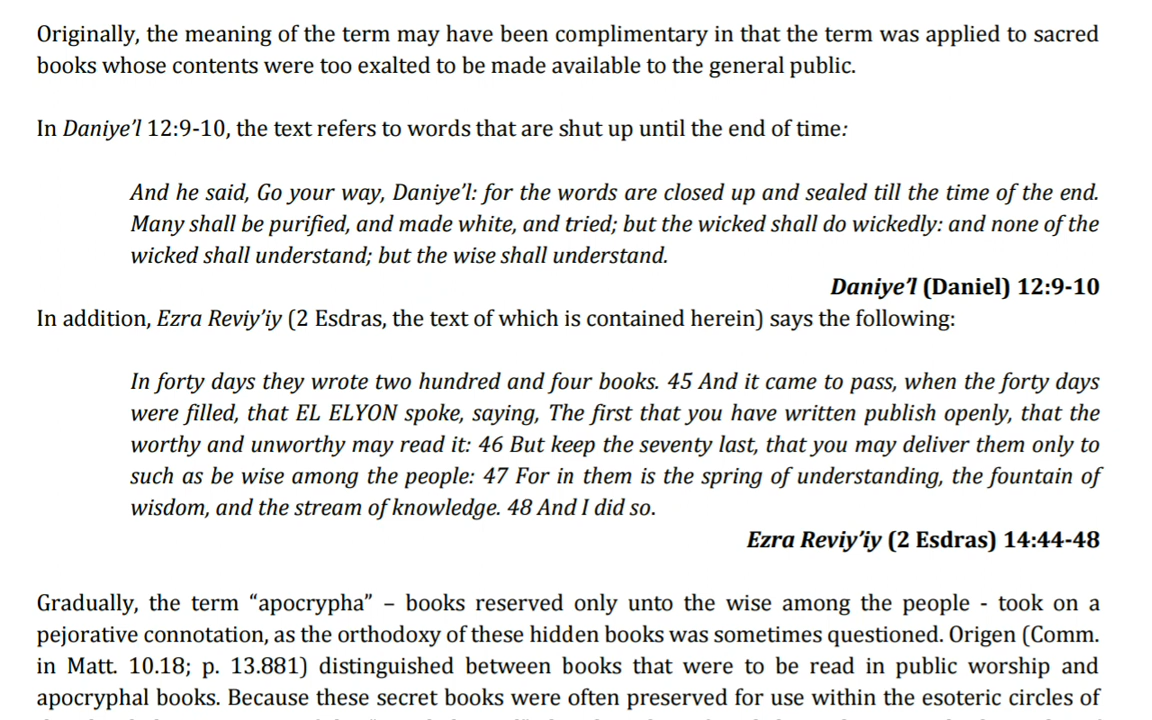 Originally, the meaning of the term may have been complimentary in that the term was applied to sacred
books whose contents were too exalted to be made available to the general public.
In Daniye’l 12:9-10, the text refers to words that are shut up until the end of time:
And he said, Go your way, Daniye’l: for the words are closed up and sealed till the time of the end.
Many shall be purified, and made white, and tried; but the wicked shall do wickedly: and none of the
wicked shall understand; but the wise shall understand.
Daniye’l (Daniel) 12:9-10
In addition, Ezra Reviy’iy (2 Esdras, the text of which is contained herein) says the following:
In forty days they wrote two hundred and four books. 45 And it came to pass, when the forty days
were filled, that EL ELYON spoke, saying, The first that you have written publish openly, that the
worthy and unworthy may read it: 46 But keep the seventy last, that you may deliver them only to
such as be wise among the people: 47 For in them is the spring of understanding, the fountain of
wisdom, and the stream of knowledge. 48 And I did so.
Ezra Reviy’iy (2 Esdras) 14:44-48
Gradually, the term “apocrypha” – books reserved only unto the wise among the people - took on a
pejorative connotation, as the orthodoxy of these hidden books was sometimes questioned. Origen (Comm.
in Matt. 10.18; p. 13.881) distinguished between books that were to be read in public worship and
apocryphal books. Because these secret books were often preserved for use within the esoteric circles of